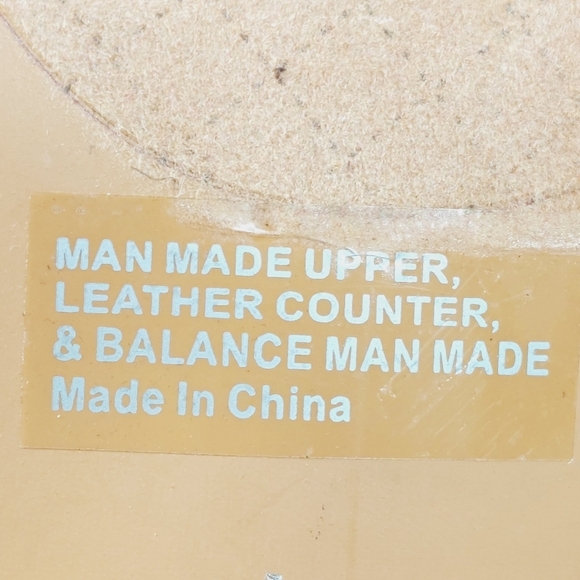 MAN MADE UPPER,
LEATHER COUNTER,
& BALANCE MAN MADE
Made In China